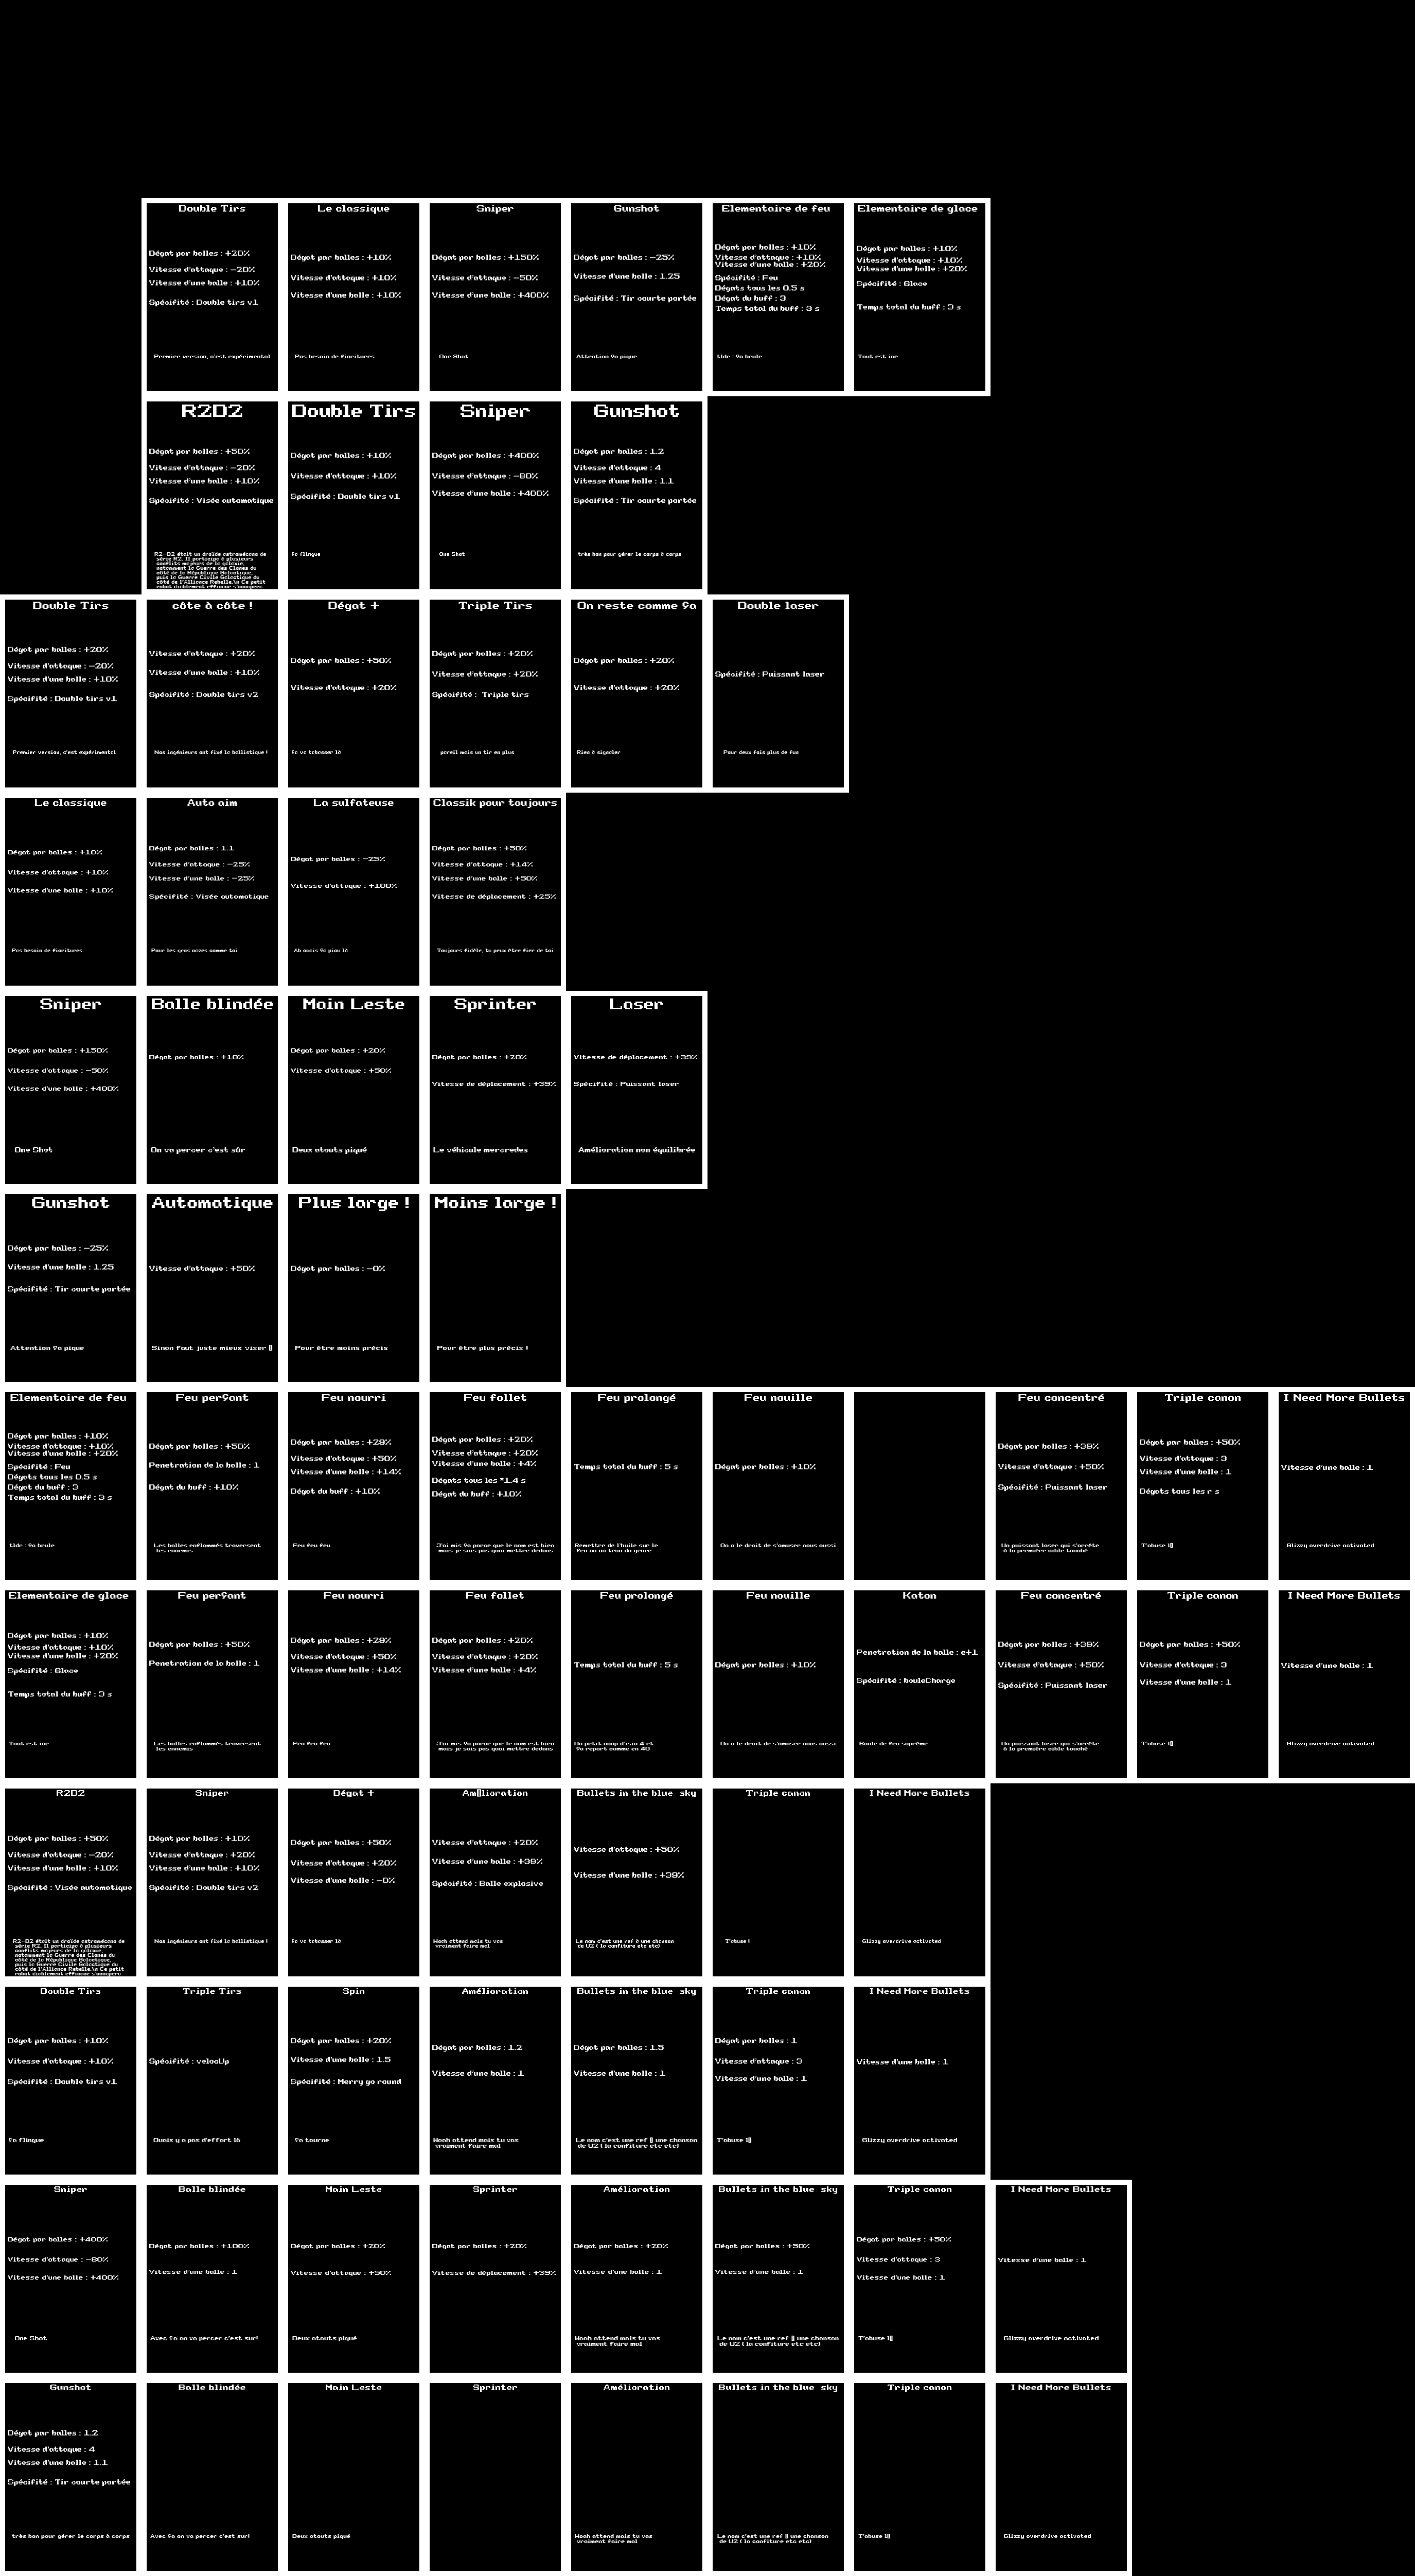 Double Tirs
Dégat par balles : +20%
Vitesse d'attaque : -20%
Vitesse d'une balle : +10%
Spécifité : Double tirs v1
Premier version, c'est expérimental
Le classique
Dégat par balles : +10%
Vitesse d'attaque : +10%
Vitesse d'une balle : +10%
Pas besoin de fioritures
Sniper
Dégat par balles : +150%
Vitesse d'attaque : -50%
Vitesse d'une balle : +400%
One Shot
Gunshot
Dégat par balles : -25%
Vitesse d'une balle : 1.25
Spécifité : Tir courte portée
Attention ça pique
Elementaire de feu
Dégat par balles : +10%
Vitesse d'attaque : +10%
Vitesse d'une balle : +20%
Spécifité : Feu
Dégats tous les 0.5 s
Dégat du buff : 3
Temps total du buff : 3 s
tldr : ça brule
Elementaire de glace
Dégat par balles : +10%
Vitesse d'attaque : +10%
Vitesse d'une balle : +20%
Spécifité : Glace
Temps total du buff : 3 s
Tout est ice
R2D2
Dégat par balles : +50%
Vitesse d'attaque : -20%
Vitesse d'une balle : +10%
Spécifité : Visée automatique
R2-D2 était un droïde astromécano de
série R2. Il participa à plusieurs
conflits majeurs de la galaxie,
notamment la Guerre des Clones du
côté de la République Galactique,
puis la Guerre Civile Galactique du
côté de l'Alliance Rebelle.\n Ce petit
robot diablement efficace s'occupera
Double Tirs
Dégat par balles : +10%
Vitesse d'attaque : +10%
Spécifité : Double tirs v1
ça flingue
Sniper
Dégat par balles : +400%
Vitesse d'attaque : -80%
Vitesse d'une balle : +400%
One Shot
Gunshot
Dégat par balles : 1.2
Vitesse d'attaque : 4
Vitesse d'une balle : 1.1
Spécifité : Tir courte portée
très bon pour gérer le corps à corps
Double Tirs
Dégat par balles : +20%
Vitesse d'attaque : -20%
Vitesse d'une balle : +10%
Spécifité : Double tirs v1
Premier version, c'est expérimental
côte à côte !
Vitesse d'attaque : +20%
Vitesse d'une balle : +10%
Spécifité : Double tirs v2
Nos ingénieurs ont fixé la ballistique !
Dégat +
Dégat par balles : +50%
Vitesse d'attaque : +20%
ça va tabasser là
Triple Tirs
Dégat par balles : +20%
Vitesse d'attaque : +20%
Spécifité : Triple tirs
pareil mais un tir en plus
On reste comme ça
Dégat par balles : +20%
Vitesse d'attaque : +20%
Rien à signaler
Double laser
Spécifité : Puissant laser
Pour deux fois plus de fun
Le classique
Dégat par balles : +10%
Vitesse d'attaque : +10%
Vitesse d'une balle : +10%
Pas besoin de fioritures
Auto aim
Dégat par balles : 1.1
Vitesse d'attaque : -25%
Vitesse d'une balle : -25%
Spécifité : Visée automatique
Pour les gros nazes comme toi
La sulfateuse
Dégat par balles : -25%
Vitesse d'attaque : +100%
Ah ouais ça piou là
Classik pour toujours
Dégat par balles : +50%
Vitesse d'attaque : +14%
Vitesse d'une balle : +50%
Vitesse de déplacement : +25%
Toujours fidèle, tu peux être fier de toi
Sniper
Dégat par balles : +150%
Vitesse d'attaque : -50%
Vitesse d'une balle : +400%
One Shot
Balle blindée
Dégat par balles : +10%
On va percer c'est sûr
Main Leste
Dégat par balles : +20%
Vitesse d'attaque : +50%
Deux atouts piqué
Sprinter
Dégat par balles : +20%
Vitesse de déplacement : +39%
Le véhicule mercredes
Laser
Vitesse de déplacement : +39%
Spécifité : Puissant laser
Amélioration non équilibrée
Gunshot
Dégat par balles : -25%
Vitesse d'une balle : 1.25
Spécifité : Tir courte portée
Attention ça pique
Automatique
Vitesse d'attaque : +50%
Sinon faut juste mieux viser
Plus large !
Dégat par balles : -0%
Pour être moins précis
Moins large !
Pour être plus précis !
Elementaire de feu
Dégat par balles : +10%
Vitesse d'attaque : +10%
Vitesse d'une balle : +20%
Spécifité : Feu
Dégats tous les 0.5 s
Dégat du buff : 3
Temps total du buff : 3 s
tldr : ça brule
Feu perçant
Dégat par balles : +50%
Penetration de la balle : 1
Dégat du buff : +10%
Les balles enflammés traversent
les ennemis
Feu nourri
Dégat par balles : +29%
Vitesse d'attaque : +50%
Vitesse d'une balle : +14%
Dégat du buff : +10%
Feu feu feu
Feu follet
Dégat par balles : +20%
Vitesse d'attaque : +20%
Vitesse d'une balle : +4%
Dégats tous les *1.4 s
Dégat du buff : +10%
J'ai mis ça parce que le nom est bien
mais je sais pas quoi mettre dedans
Feu prolongé
Temps total du buff : 5 s
Remettre de l'huile sur le
feu ou un truc du genre
Feu nouille
Dégat par balles : +10%
On a le droit de s'amuser nous aussi
Feu concentré
Dégat par balles : +39%
Vitesse d'attaque : +50%
Spécifité : Puissant laser
Un puissant laser qui s'arrête
à la première cible touché
Triple canon
Dégat par balles : +50%
Vitesse d'attaque : 3
Vitesse d'une balle : 1
Dégats tous les r s
T'abuse là
I Need More Bullets
Vitesse d'une balle : 1
Glizzy overdrive activated
Elementaire de glace
Dégat par balles : +10%
Vitesse d'attaque : +10%
Vitesse d'une balle : +20%
Spécifité : Glace
Temps total du buff : 3 s
Tout est ice
Feu perçant
Dégat par balles : +50%
Penetration de la balle : 1
Les balles enflammés traversent
les ennemis
Feu nourri
Dégat par balles : +29%
Vitesse d'attaque : +50%
Vitesse d'une balle : +14%
Feu feu feu
Feu follet
Dégat par balles : +20%
Vitesse d'attaque : +20%
Vitesse d'une balle : +4%
J'ai mis ça parce que le nom est bien
mais je sais pas quoi mettre dedans
Feu prolongé
Temps total du buff : 5 s
Un petit coup d'isio 4 et
ça repart comme en 40
Feu nouille
Dégat par balles : +10%
On a le droit de s'amuser nous aussi
Katon
Penetration de la balle : e+1
Spécifité : bouleCharge
Boule de feu suprême
Feu concentré
Dégat par balles : +39%
Vitesse d'attaque : +50%
Spécifité : Puissant laser
Un puissant laser qui s'arrête
à la première cible touché
Triple canon
Dégat par balles : +50%
Vitesse d'attaque : 3
Vitesse d'une balle : 1
T'abuse
I Need More Bullets
Vitesse d'une balle : 1
Glizzy overdrive activated
R2D2
Dégat par balles : +50%
Vitesse d'attaque : -20%
Vitesse d'une balle : +10%
Spécifité : Visée automatique
R2-D2 était un droïde astromécano de
série R2. Il participa à plusieurs
conflits majeurs de la galaxie,
notamment la Guerre des Clones du
côté de la République Galactique,
puis la Guerre Civile Galactique du
côté de l'Alliance Rebelle.\n Ce petit
robot diablement efficace s'occupera
Sniper
Dégat par balles : +10%
Vitesse d'attaque : +20%
Vitesse d'une balle : +10%
Spécifité : Double tirs v2
Nos ingénieurs ont fixé la ballistique !
Dégat +
Dégat par balles : +50%
Vitesse d'attaque : +20%
Vitesse d'une balle : -0%
ça va tabasser là
Vitesse d'attaque : +20%
Vitesse d'une balle : +39%
Spécifité : Balle explosive
Wooh attend mais tu vas
vraiment faire mal
Bullets in the blue sky
Vitesse d'attaque : +50%
Vitesse d'une balle : +39%
Le nom c'est une ref à une chanson
de U2 ( la confiture etc etc)
Triple canon
T'abuse !
I Need More Bullets
Glizzy overdrive activated
Double Tirs
Dégat par balles : +10%
Vitesse d'attaque : +10%
Spécifité : Double tirs v1
ça flingue
Triple Tirs
Spécifité : velocUp
Ouais y a pas d'effort là
Spin
Dégat par balles : +20%
Vitesse d'une balle : 1.5
Spécifité : Merry go round
ça tourne
Amélioration
Dégat par balles : 1.2
Vitesse d'une balle : 1
Wooh attend mais tu vas
vraiment faire mal
Bullets in the blue sky
Dégat par balles : 1.5
Vitesse d'une balle : 1
Le nom c'est une ref une chanson
de U2 ( la confiture etc etc)
Triple canon
Dégat par balles : 1
Vitesse d'attaque : 3
Vitesse d'une balle : 1
T'abuse
I Need More Bullets
Vitesse d'une balle : 1
Glizzy overdrive activated
Sniper
Dégat par balles : +400%
Vitesse d'attaque : -80%
Vitesse d'une balle : +400%
One Shot
Balle blindée
Dégat par balles : +100%
Vitesse d'une balle : 1
Avec ça on va percer c'est sur!
Main Leste
Dégat par balles : +20%
Vitesse d'attaque : +50%
Deux atouts piqué
Sprinter
Dégat par balles : +20%
Vitesse de déplacement : +39%
Amélioration
Dégat par balles : +20%
Vitesse d'une balle : 1
Wooh attend mais tu vas
vraiment faire mal
Bullets in the blue sky
Dégat par balles : +50%
Vitesse d'une balle : 1
Le nom c'est une ref une chanson
de U2 ( la confiture etc etc)
Triple canon
Dégat par balles : +50%
Vitesse d'attaque : 3
Vitesse d'une balle : 1
T'abuse
I Need More Bullets
Vitesse d'une balle : 1
Glizzy overdrive activated
Gunshot
Dégat par balles : 1.2
Vitesse d'attaque : 4
Vitesse d'une balle : 1.1
Spécifité : Tir courte portée
très bon pour gérer le corps à corps
Balle blindée
Avec ça on va percer c'est sur!
Main Leste
Deux atouts piqué
Sprinter
Amélioration
Wooh attend mais tu vas
vraiment faire mal
Bullets in the blue sky
Le nom c'est une ref une chanson
de U2 ( la confiture etc etc)
Triple canon
T'abuse
I Need More Bullets
Glizzy overdrive activated